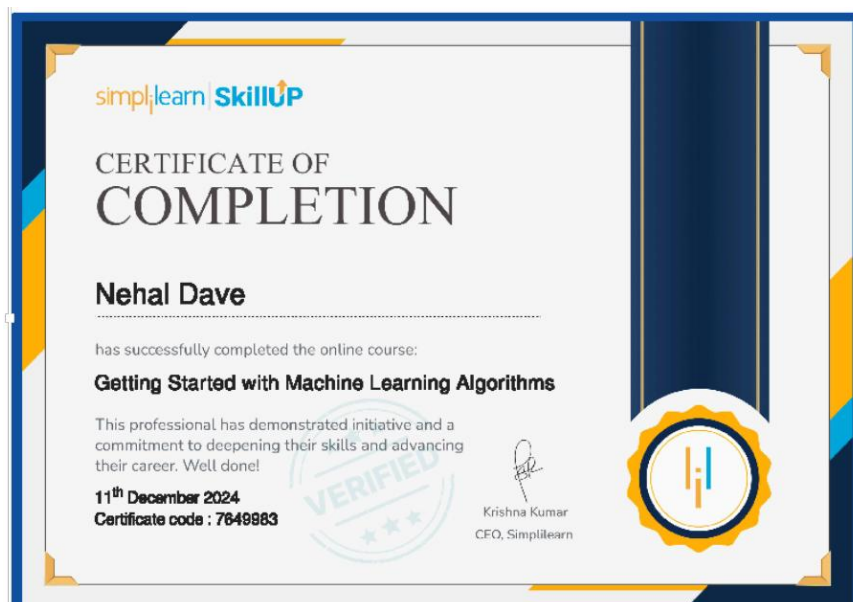 simplilearn | SkillUP
CERTIFICATE OF
COMPLETION
Nehal Dave
has successfully completed the online course:
Getting Started with Machine Learning Algorithms
This professional has demonstrated initiative and a
commitment to deepening their skills and advancing
their career. Well done!
VERIFIED
11th December 2024
Certificate code : 7649983
Krishna Kumar
CEO, Simplilearn